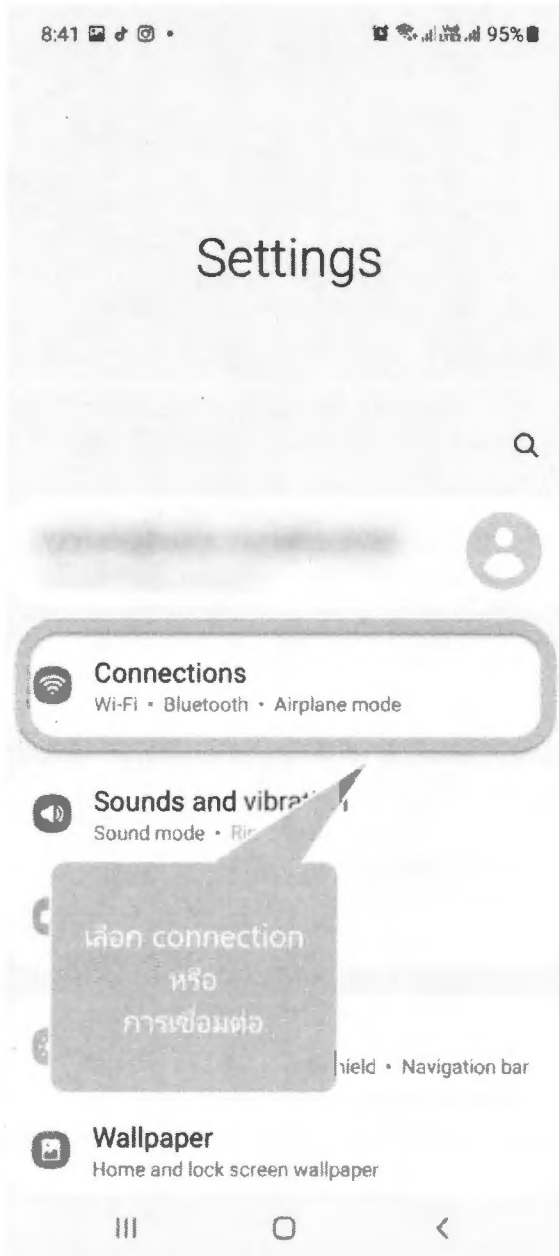 8:41
95%
Settings
Connections
Wi-Fi • Bluetooth • Airplane mode
Sounds and vibration
Sound mode •
เลือก connection
หรือ
การเชื่อมต่อ
hield • Navigation bar
Wallpaper
Home and lock screen wallpaper